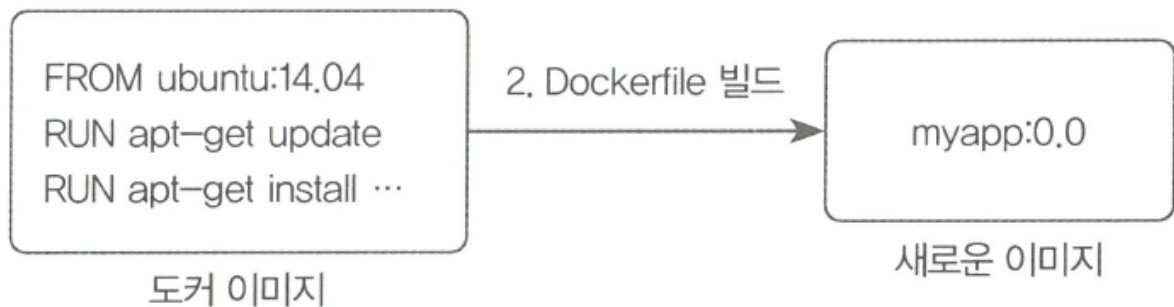 FROM ubuntu:14.04
RUN apt-get update
RUN apt-get install …
도커 이미지
2. Dockerfile 빌드
myapp:0.0
새로운 이미지